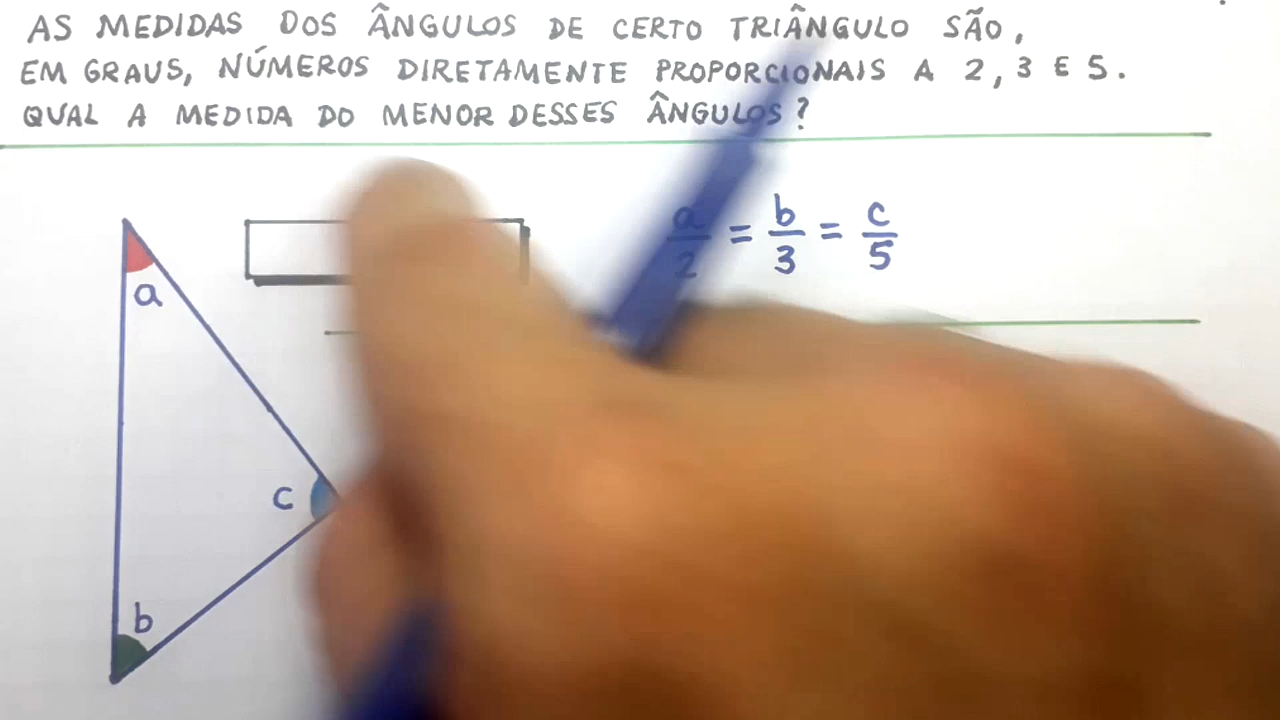 AS MEDIDAS DOS ÂNGULOS DE CERTO TRIÂNGULO SÃO,
EM GRAUS, NÚMEROS DIRETAMENTE PROPORCIONAIS A 2, 3 E 5.
QUAL A MEDIDA DO MENOR DESSES ÂNGULOS?
a/2 = b/3 = c/5
a
c
b